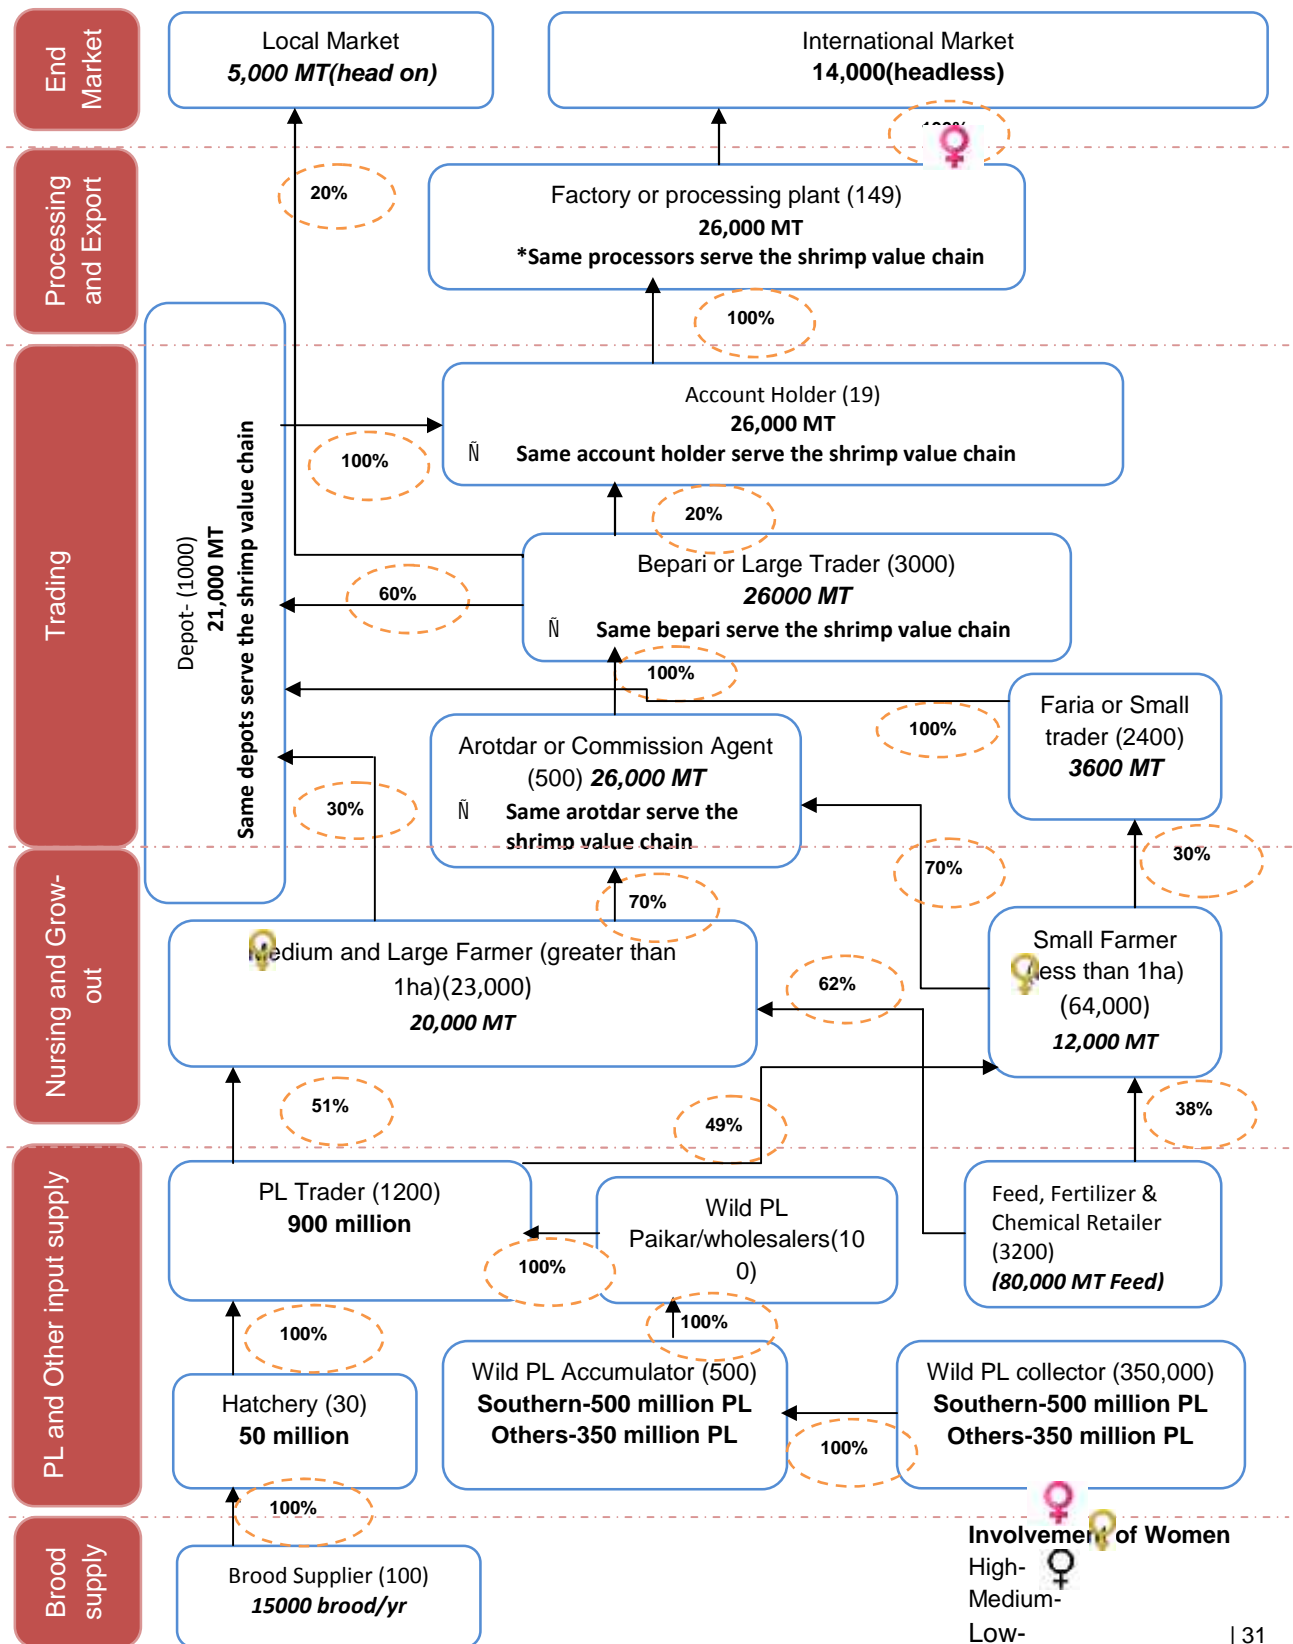 End
Market
Local Market
5,000 MT(head on)
International Market
14,000(headless)
100%
20%
Processing
and Export
Factory or processing plant (149)
26,000 MT
*Same processors serve the shrimp value chain
100%
Trading
Depot- (1000)
21,000 MT
Same depots serve the shrimp value chain
Account Holder (19)
26,000 MT
Ñ Same account holder serve the shrimp value chain
100%
20%
Bepari or Large Trader (3000)
26000 MT
Ñ Same bepari serve the shrimp value chain
60%
100%
Faria or Small
trader (2400)
3600 MT
100%
Arotdar or Commission Agent
(500) 26,000 MT
Ñ Same arotdar serve the
shrimp value chain
30%
70%
30%
Nursing and Grow-
out
70%
edium and Large Farmer (greater than
1ha)(23,000)
20,000 MT
62%
Small Farmer
less than 1ha)
(64,000)
12,000 MT
51%
49%
38%
PL and Other input supply
PL Trader (1200)
900 million
Wild PL
Paikar/wholesalers(10
0)
Feed, Fertilizer &
Chemical Retailer
(3200)
(80,000 MT Feed)
100%
100%
100%
Hatchery (30)
50 million
Wild PL Accumulator (500)
Southern-500 million PL
Others-350 million PL
Wild PL collector (350,000)
Southern-500 million PL
Others-350 million PL
100%
100%
Brood
supply
Brood Supplier (100)
15000 brood/yr
Involvement of Women
High-
Medium-
Low-
| 31